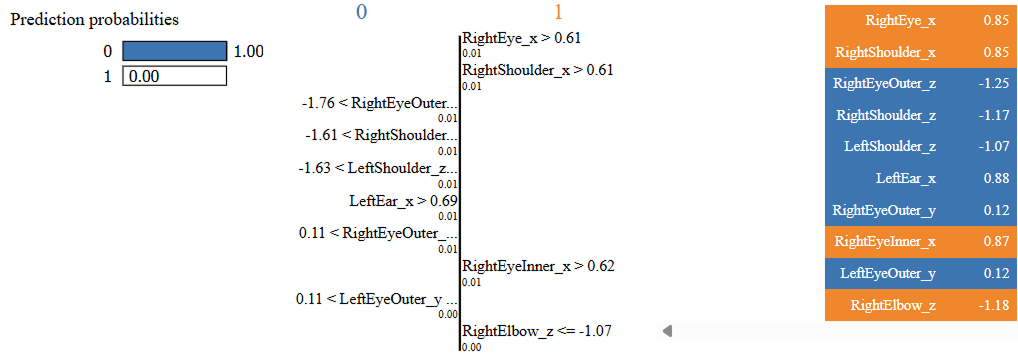 Prediction probabilities
0 1.00
1 0.00
0 1
RightEye_x > 0.61
0.01
RightShoulder_x > 0.61
0.01
-1.76 < RightEyeOuter...
0.01
-1.61 < RightShoulder...
0.01
-1.63 < LeftShoulder_z...
0.01
LeftEar_x > 0.69
0.01
0.11 < RightEyeOuter_...
0.01
RightEyeInner_x > 0.62
0.01
0.11 < LeftEyeOuter_y ...
0.00
RightElbow_z <= -1.07
0.00
RightEye_x 0.85
RightShoulder_x 0.85
RightEyeOuter_z -1.25
RightShoulder_z -1.17
LeftShoulder_z -1.07
LeftEar_x 0.88
RightEyeOuter_y 0.12
RightEyeInner_x 0.87
LeftEyeOuter_y 0.12
RightElbow_z -1.18